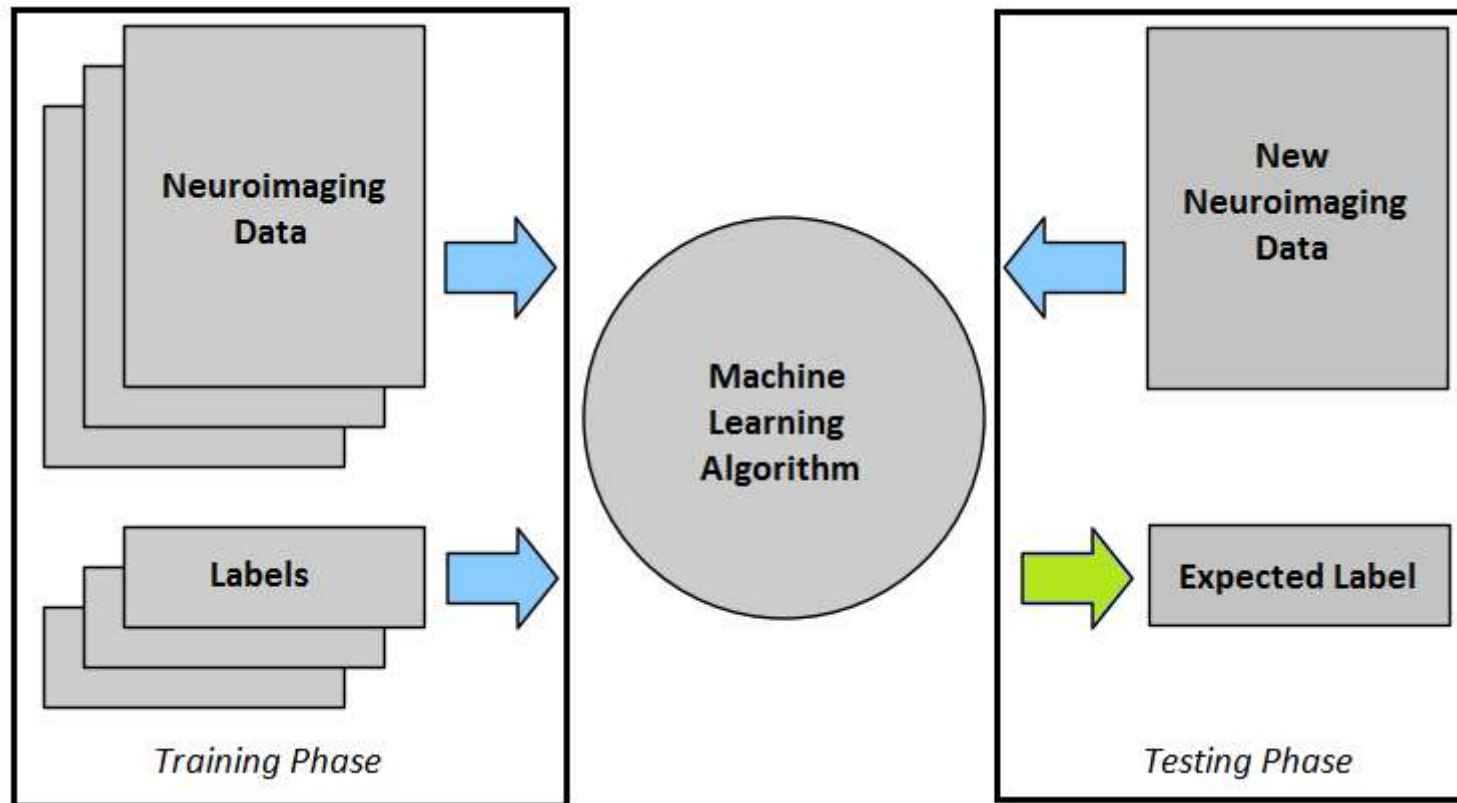 Neuroimaging
Data
Labels
Training Phase
Machine
Learning
Algorithm
New
Neuroimaging
Data
Expected Label
Testing Phase